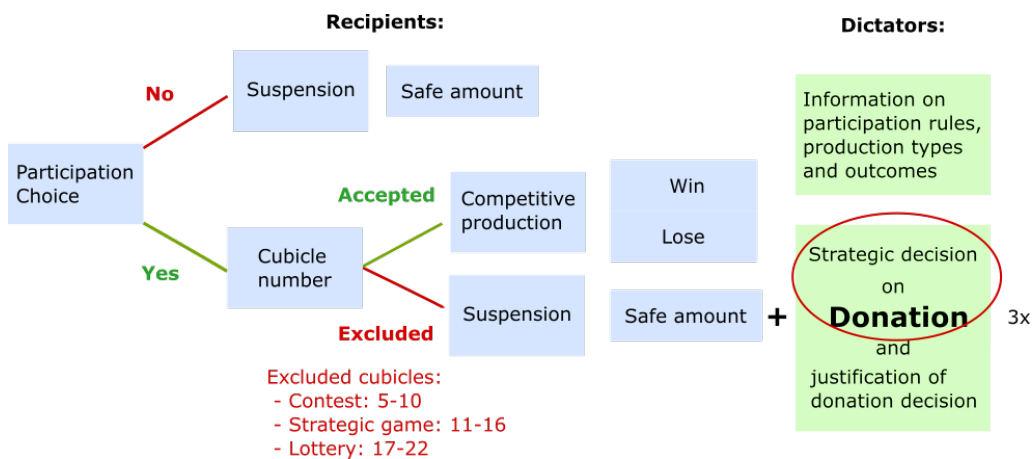 Recipients:
Dictators:
No
Suspension
Safe amount
Information on
participation rules,
production types
and outcomes
Participation
Choice
Accepted
Competitive
production
Win
Lose
Yes
Cubicle
number
Strategic decision
on
Donation
and
justification of
donation decision
3x
Excluded
Suspension
Safe amount
+
Excluded cubicles:
- Contest: 5-10
- Strategic game: 11-16
- Lottery: 17-22